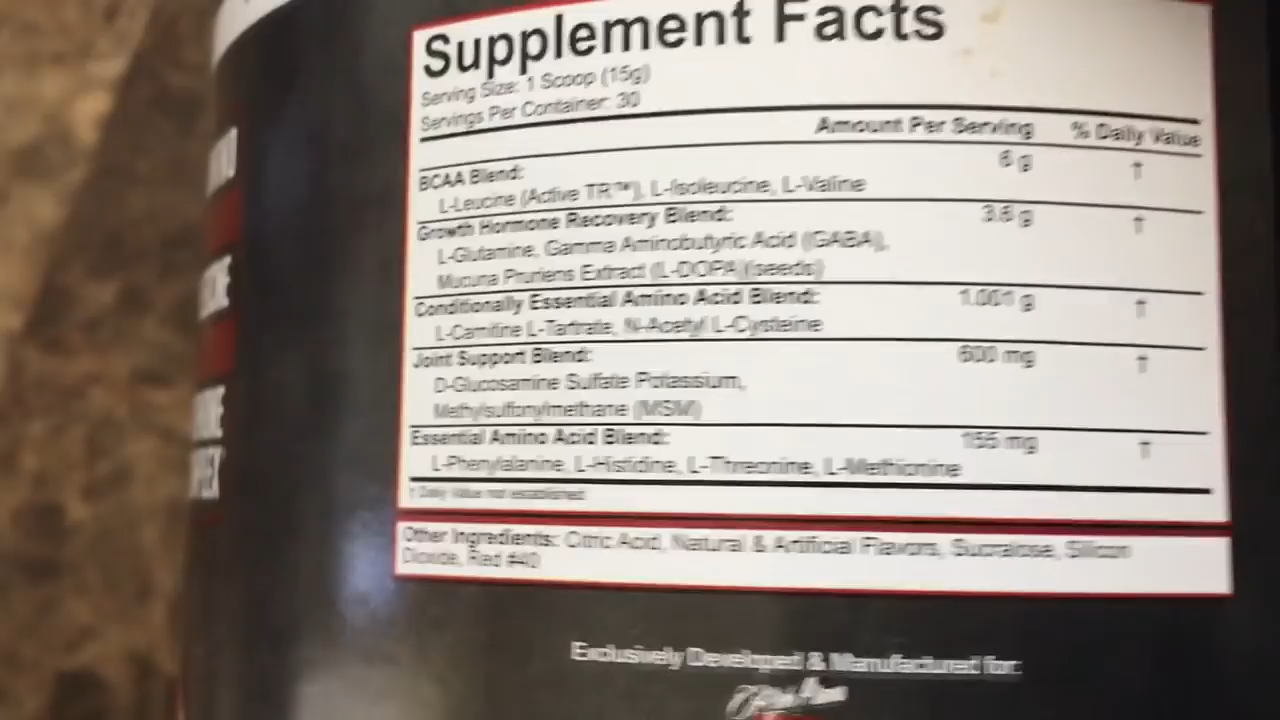 Supplement Facts
Serving Size: 1 Scoop (15g)
Servings Per Container: 30
Amount Per Serving % Daily Value
BCAA Blend: 6 g †
L-Leucine (Active TR™), L-Isoleucine, L-Valine
Growth Hormone Recovery Blend: 3.6 g †
L-Glutamine, Gamma Aminobutyric Acid (GABA),
Mucuna Pruriens Extract (L-DOPA)(seeds)
Conditionally Essential Amino Acid Blend: 1.001 g †
L-Carnitine L-Tartrate, N-Acetyl L-Cysteine
Joint Support Blend: 600 mg †
D-Glucosamine Sulfate Potassium,
Methylsulfonylmethane (MSM)
Essential Amino Acid Blend: 155 mg †
L-Phenylalanine, L-Histidine, L-Threonine, L-Methionine
† Daily Value not established
Other Ingredients: Citric Acid, Natural & Artificial Flavors, Sucralose, Silicon
Dioxide, Red #40
Exclusively Developed & Manufactured for: